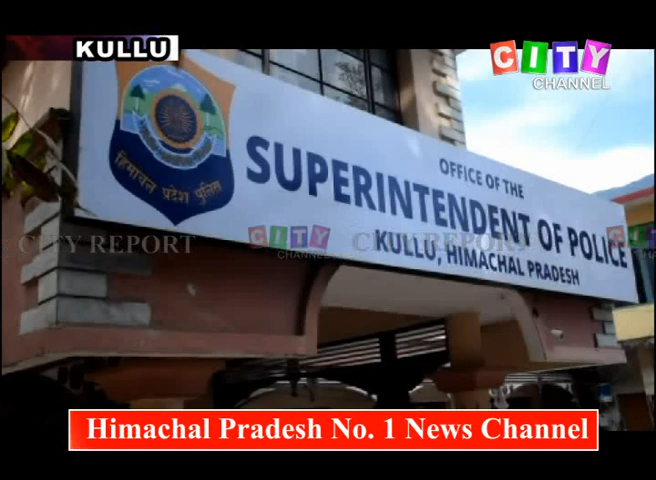 KULLU
CITY
CHANNEL
हिमाचल प्रदेश पुलिस
OFFICE OF THE
SUPERINTENDENT OF POLICE
KULLU, HIMACHAL PRADESH
CITY REPORT
CITY
CHANNEL
CITY REPORT
Himachal Pradesh No. 1 News Channel